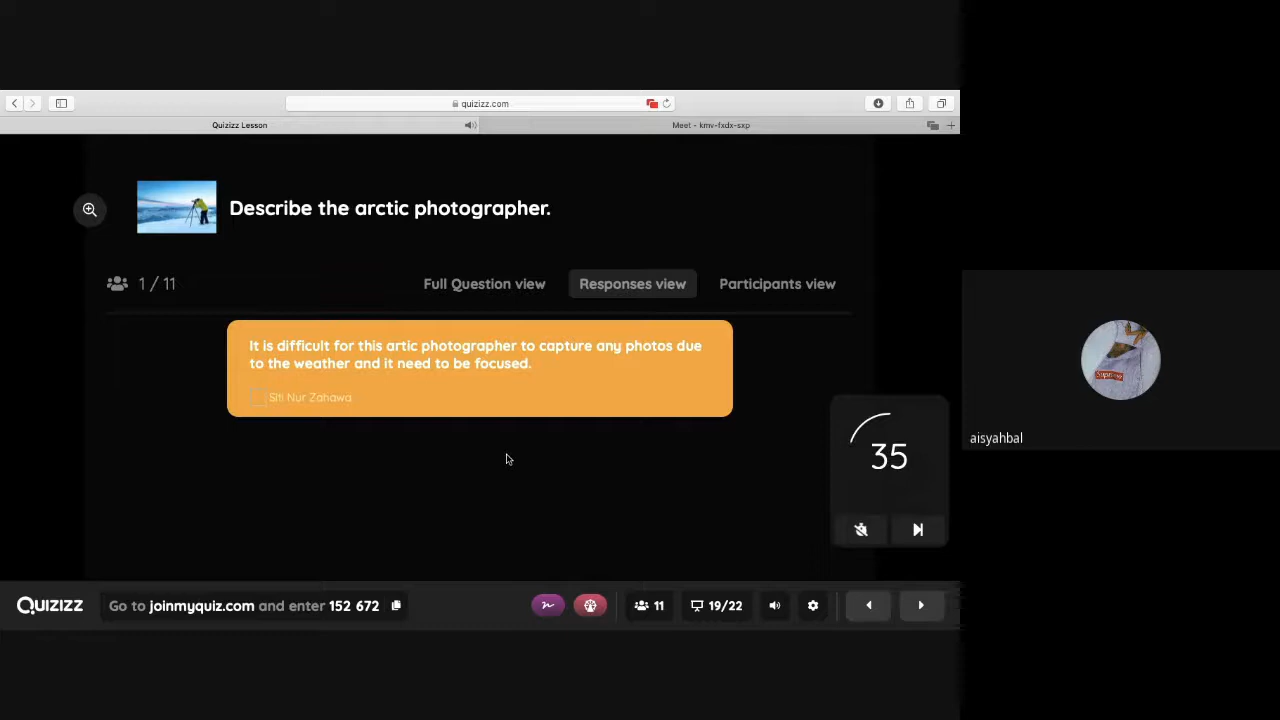 quizizz.com
Quizizz Lesson
Meet - kmv-fxdx-sxp
Describe the arctic photographer.
1 / 11
Full Question view
Responses view
Participants view
It is difficult for this artic photographer to capture any photos due
to the weather and it need to be focused.
Siti Nur Zahawa
35
Supreme
aisyahbal
QUIZIZZ
Go to joinmyquiz.com and enter 152 672
11
19/22